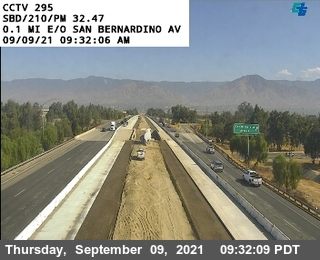 CCTV 295
SBD/210/PM 32.47
0.1 MI E/O SAN BERNARDINO AV
09/09/21 09:32:06 AM
Thursday, September 09, 2021 09:32:09 PDT